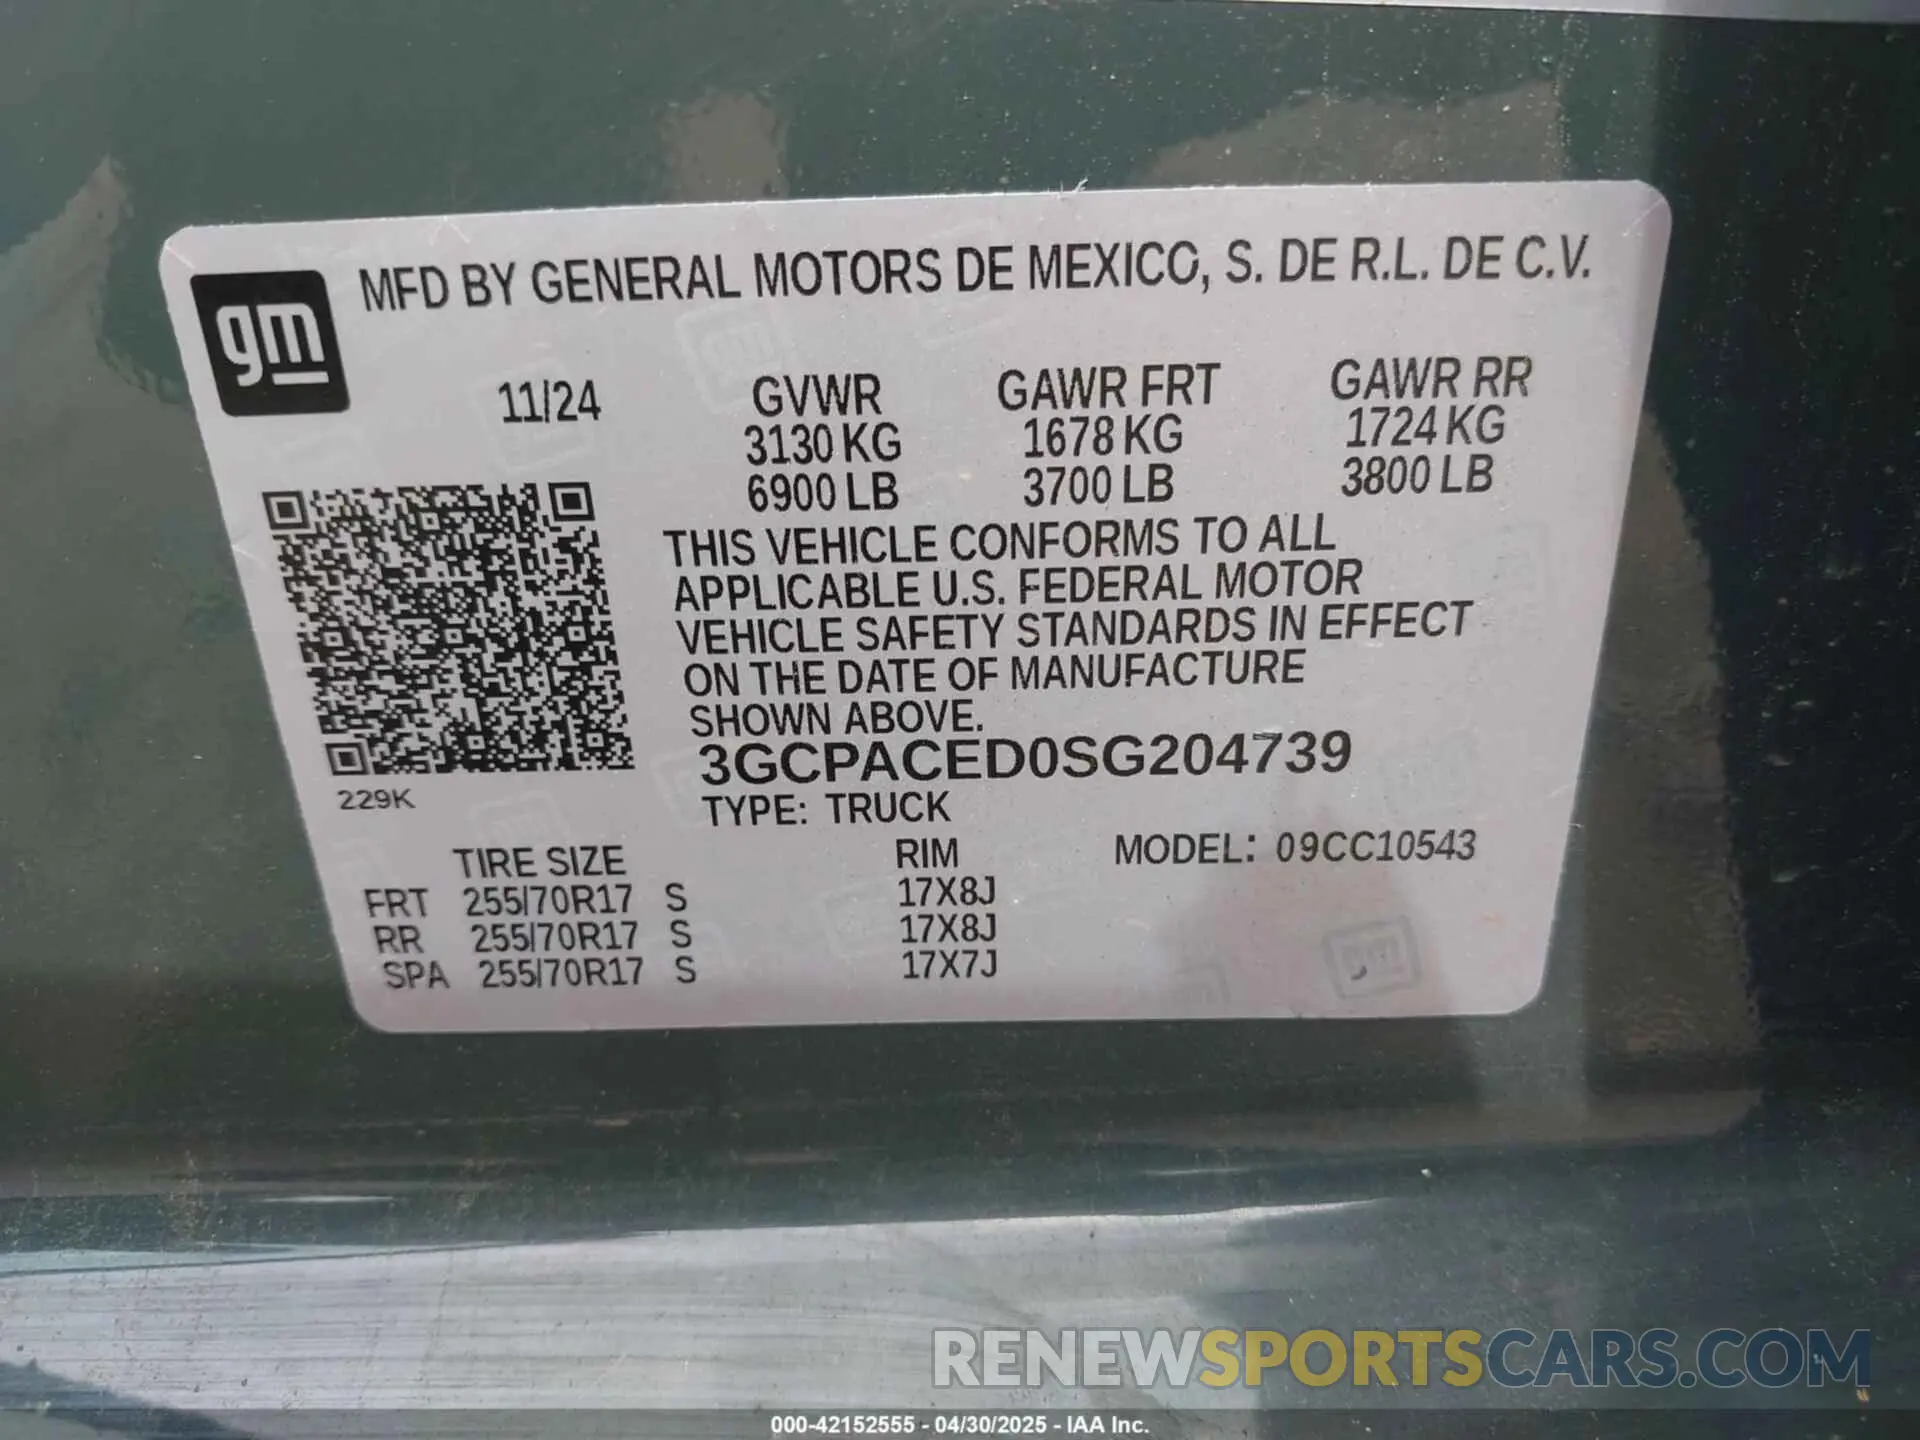 gm
MFD BY GENERAL MOTORS DE MEXICO, S. DE R.L. DE C.V.
11/24 GVWR GAWR FRT GAWR RR
3130 KG 1678 KG 1724 KG
6900 LB 3700 LB 3800 LB
THIS VEHICLE CONFORMS TO ALL
APPLICABLE U.S. FEDERAL MOTOR
VEHICLE SAFETY STANDARDS IN EFFECT
ON THE DATE OF MANUFACTURE
SHOWN ABOVE.
3GCPACED0SG204739
229K
TYPE: TRUCK
TIRE SIZE RIM MODEL: 09CC10543
FRT 255/70R17 S 17X8J
RR 255/70R17 S 17X8J
SPA 255/70R17 S 17X7J
RENEWSPORTSCARS.COM
000-42152555 - 04/30/2025 - IAA Inc.